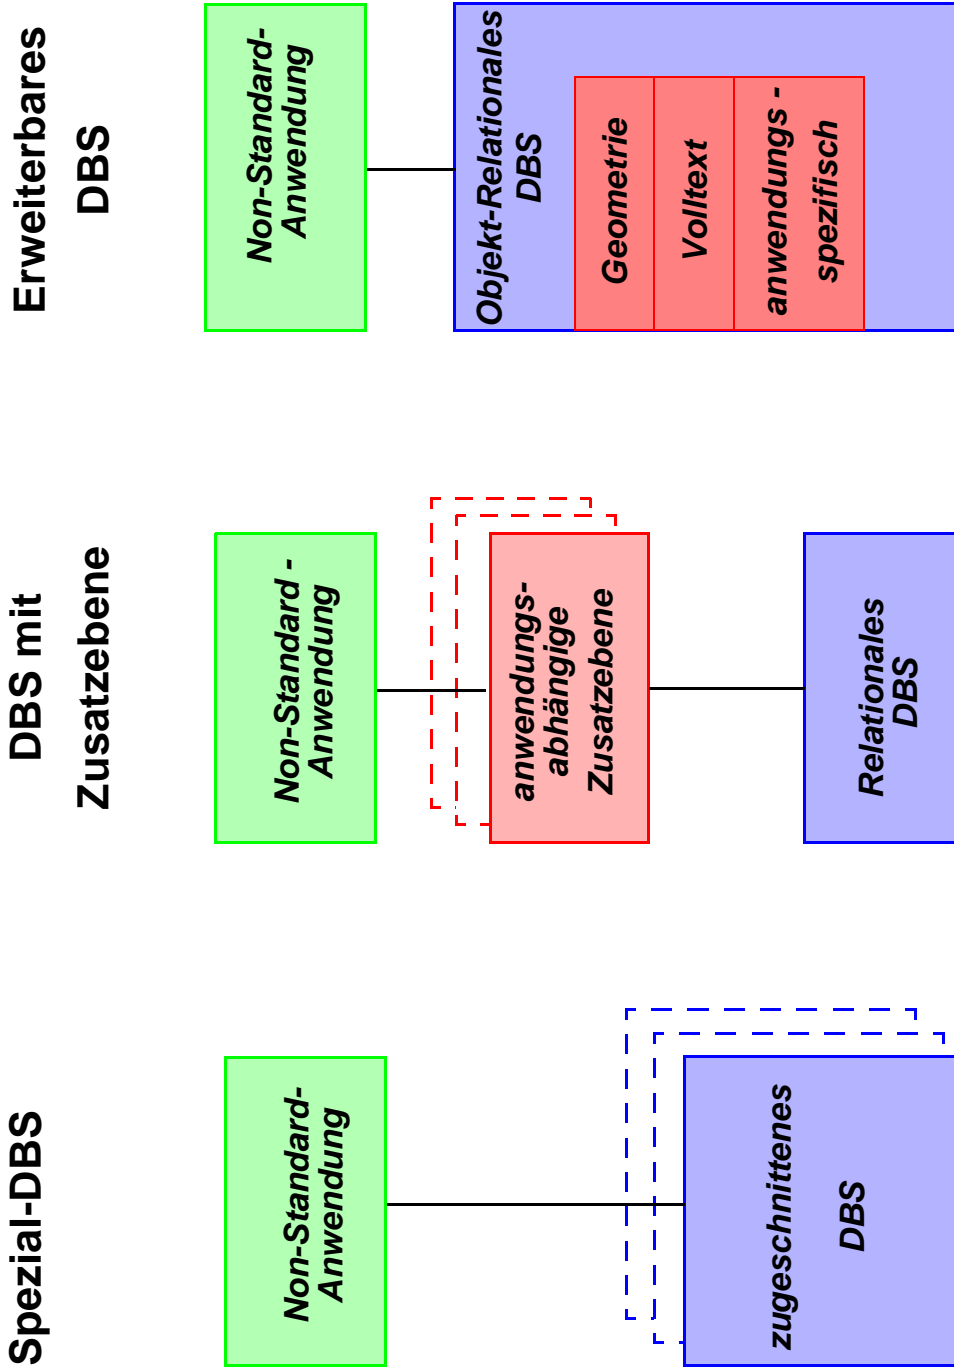 Spezial-DBS
DBS mit
Zusatzebene
Erweiterbares
DBS
Non-Standard-
Anwendung
zugeschnittenes
DBS
Non-Standard -
Anwendung
anwendungs-
abhängige
Zusatzebene
Relationales
DBS
Non-Standard-
Anwendung
Objekt-Relationales
DBS
Geometrie
Volltext
anwendungs -
spezifisch